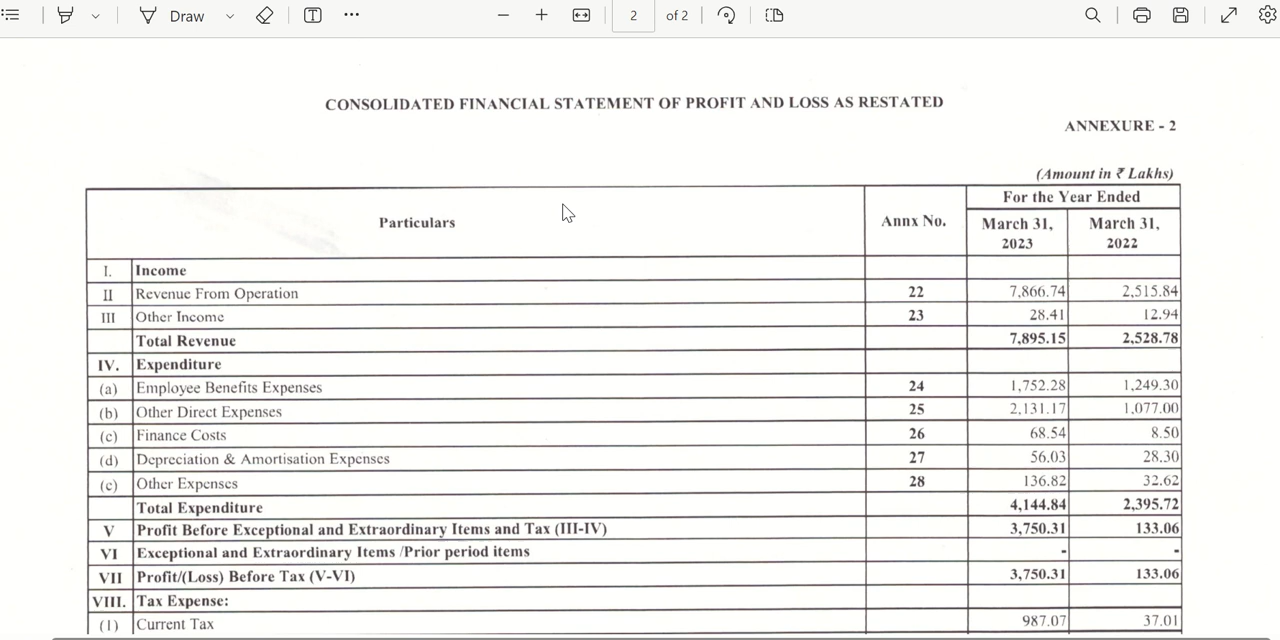 Draw
2 of 2
CONSOLIDATED FINANCIAL STATEMENT OF PROFIT AND LOSS AS RESTATED
ANNEXURE - 2
(Amount in ₹ Lakhs)
Particulars Annx No. For the Year Ended
March 31, 2023 March 31, 2022
I. Income
II Revenue From Operation 22 7,866.74 2,515.84
III Other Income 23 28.41 12.94
Total Revenue 7,895.15 2,528.78
IV. Expenditure
(a) Employee Benefits Expenses 24 1,752.28 1,249.30
(b) Other Direct Expenses 25 2,131.17 1,077.00
(c) Finance Costs 26 68.54 8.50
(d) Depreciation & Amortisation Expenses 27 56.03 28.30
(e) Other Expenses 28 136.82 32.62
Total Expenditure 4,144.84 2,395.72
V Profit Before Exceptional and Extraordinary Items and Tax (III-IV) 3,750.31 133.06
VI Exceptional and Extraordinary Items /Prior period items - -
VII Profit/(Loss) Before Tax (V-VI) 3,750.31 133.06
VIII. Tax Expense:
(1) Current Tax 987.07 37.01